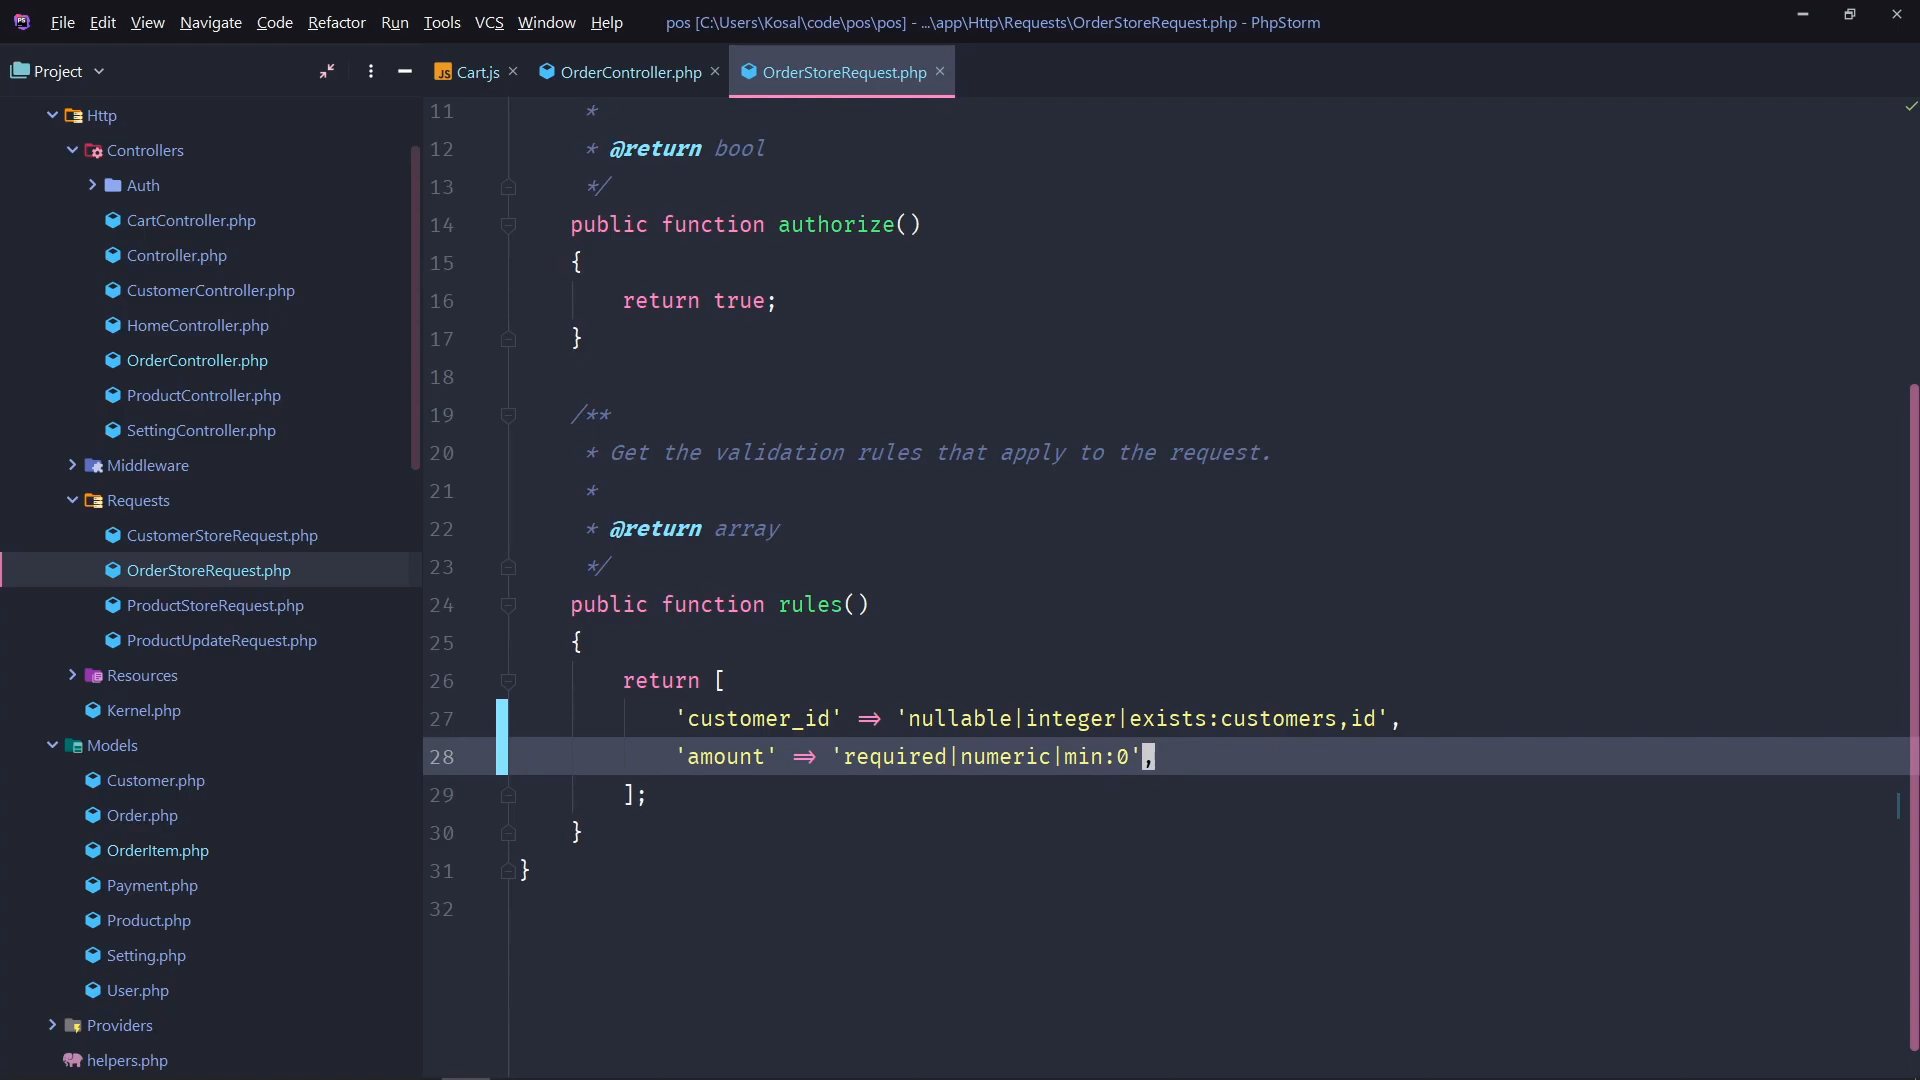 File Edit View Navigate Code Refactor Run Tools VCS Window Help pos [C:\Users\Kosal\code\pos\pos] - ...\app\Http\Requests\OrderStoreRequest.php - PhpStorm
Project
Cart.js OrderController.php OrderStoreRequest.php
Http
Controllers
Auth
CartController.php
Controller.php
CustomerController.php
HomeController.php
OrderController.php
ProductController.php
SettingController.php
Middleware
Requests
CustomerStoreRequest.php
OrderStoreRequest.php
ProductStoreRequest.php
ProductUpdateRequest.php
Resources
Kernel.php
Models
Customer.php
Order.php
OrderItem.php
Payment.php
Product.php
Setting.php
User.php
Providers
helpers.php
11 *
12 * @return bool
13 */
14 public function authorize()
15 {
16 return true;
17 }
18
19 /**
20 * Get the validation rules that apply to the request.
21 *
22 * @return array
23 */
24 public function rules()
25 {
26 return [
27 'customer_id' => 'nullable|integer|exists:customers,id',
28 'amount' => 'required|numeric|min:0',
29 ];
30 }
31 }
32